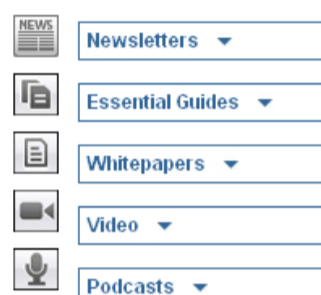 NEWS
Newsletters
Essential Guides
Whitepapers
Video
Podcasts